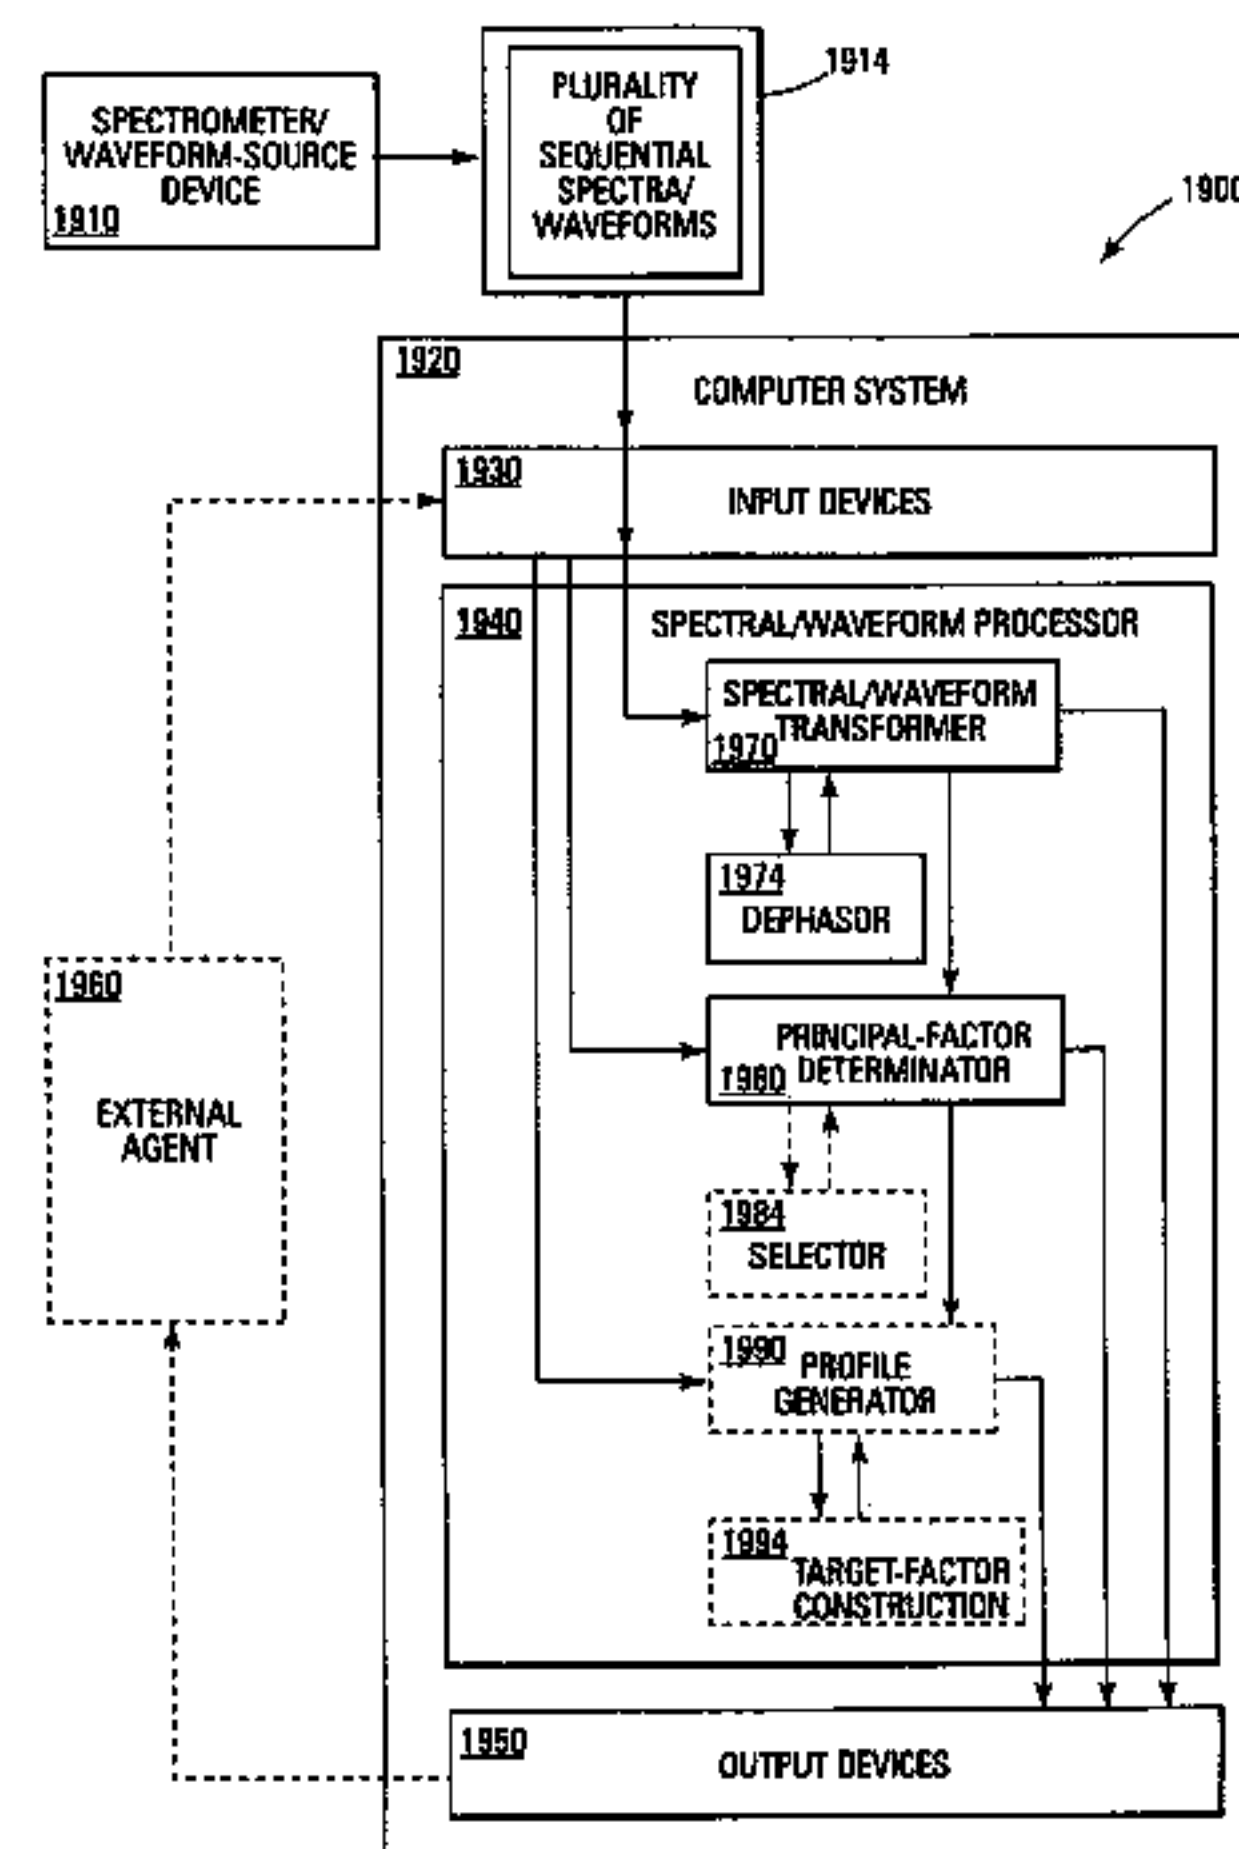 1914
PLURALITY
OF
SEQUENTIAL
SPECTRA/
WAVEFORMS
SPECTROMETER/
WAVEFORM-SOURCE
DEVICE
1910
1900
1920
COMPUTER SYSTEM
1930
INPUT DEVICES
1940
SPECTRAL/WAVEFORM PROCESSOR
SPECTRAL/WAVEFORM
TRANSFORMER
1970
1974
DEPHASOR
1960
EXTERNAL
AGENT
PRINCIPAL-FACTOR
DETERMINATOR
1980
1984
SELECTOR
1990
PROFILE
GENERATOR
1994
TARGET-FACTOR
CONSTRUCTION
1950
OUTPUT DEVICES